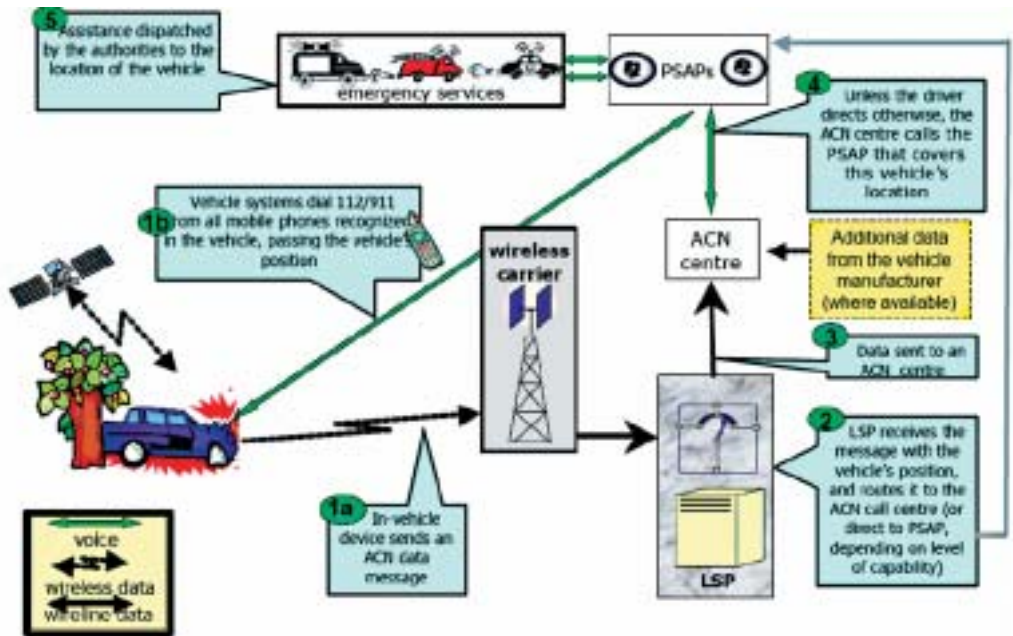 5
Assistance dispatched
by the authorities to the
location of the vehicle
emergency services
PSAPs
4
Unless the driver
directs otherwise, the
ACN centre calls the
PSAP that covers
this vehicle's
location
1b
Vehicle systems dial 112/911
from all mobile phones recognized
in the vehicle, passing the vehicle's
position
wireless
carrier
ACN
centre
Additional data
from the vehicle
manufacturer
(where available)
3
Data sent to an
ACN centre
2
LSP receives the
message with the
vehicle's position,
and routes it to the
ACN call centre (or
direct to PSAP,
depending on level
of capability)
LSP
1a
In-vehicle
device sends an
ACN data
message
voice
wireless data
wireline data